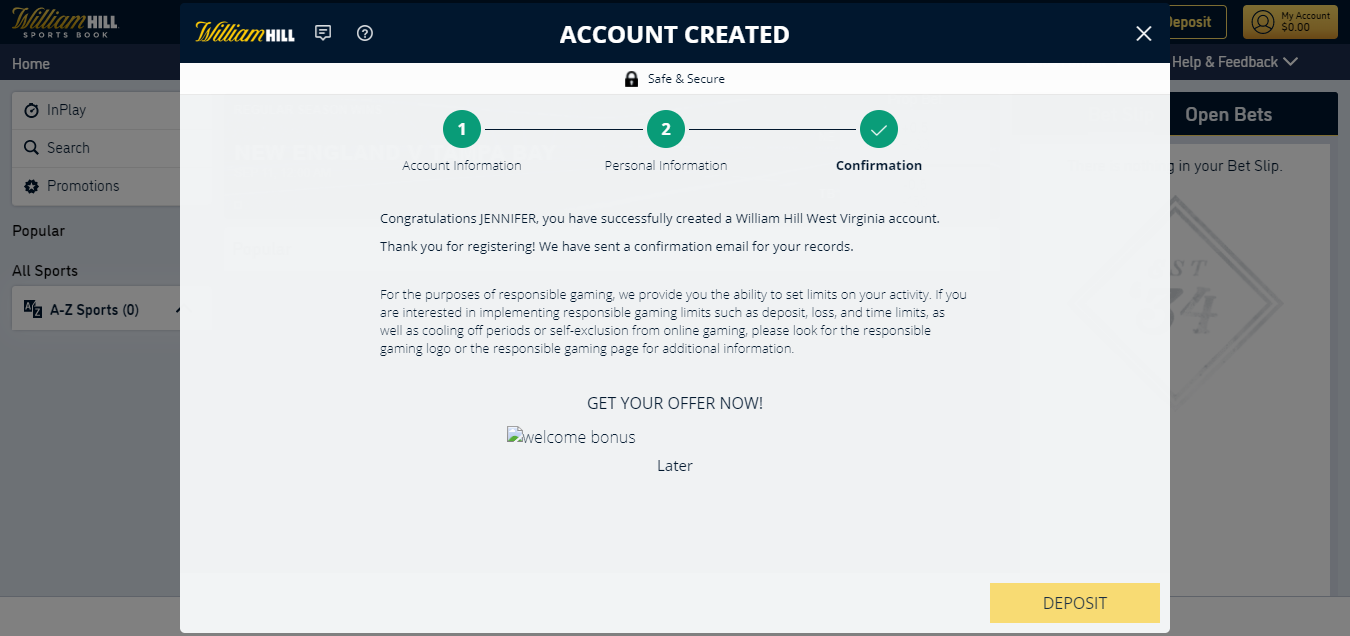 William HILL
SPORTS BOOK
Home
InPlay
Search
Promotions
Popular
All Sports
A-Z Sports (0)
William HILL
ACCOUNT CREATED
Safe & Secure
1
2
Account Information
Personal Information
Confirmation
Congratulations JENNIFER, you have successfully created a William Hill West Virginia account.
Thank you for registering! We have sent a confirmation email for your records.
For the purposes of responsible gaming, we provide you the ability to set limits on your activity. If you
are interested in implementing responsible gaming limits such as deposit, loss, and time limits, as
well as cooling off periods or self-exclusion from online gaming, please look for the responsible
gaming logo or the responsible gaming page for additional information.
GET YOUR OFFER NOW!
welcome bonus
Later
DEPOSIT
Deposit
My Account
$0.00
Help & Feedback
Open Bets
in your Bet Slip.